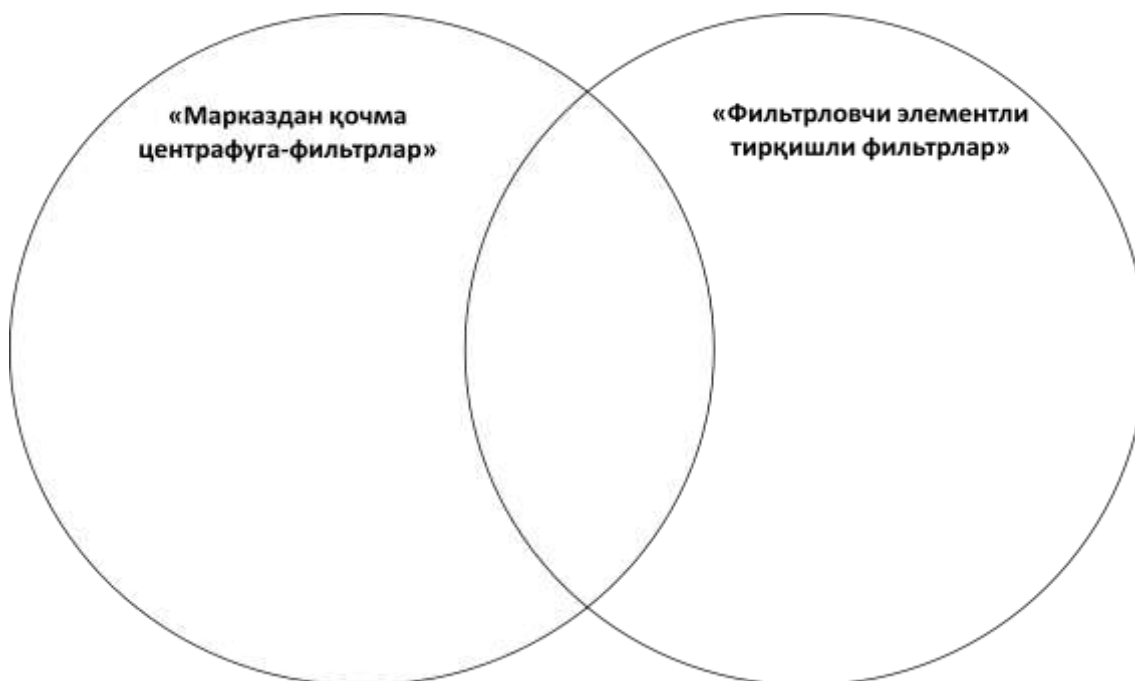 «Марказдан қочма
центрафуга-фильтрлар»
«Фильтрловчи элементли
тирқишли фильтрлар»